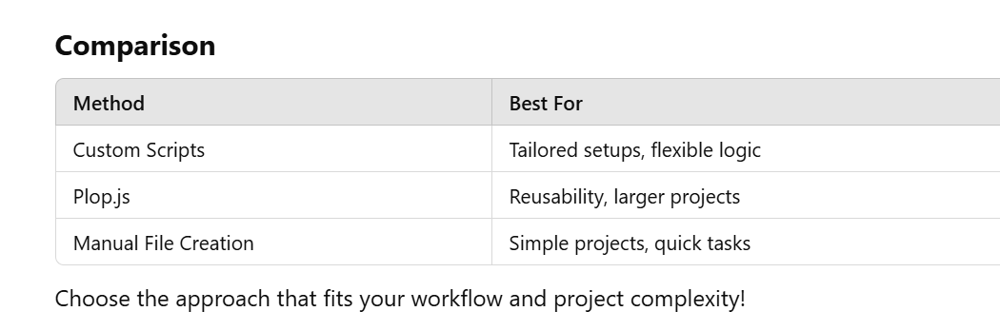 Comparison
Method Best For
Custom Scripts Tailored setups, flexible logic
Plop.js Reusability, larger projects
Manual File Creation Simple projects, quick tasks
Choose the approach that fits your workflow and project complexity!